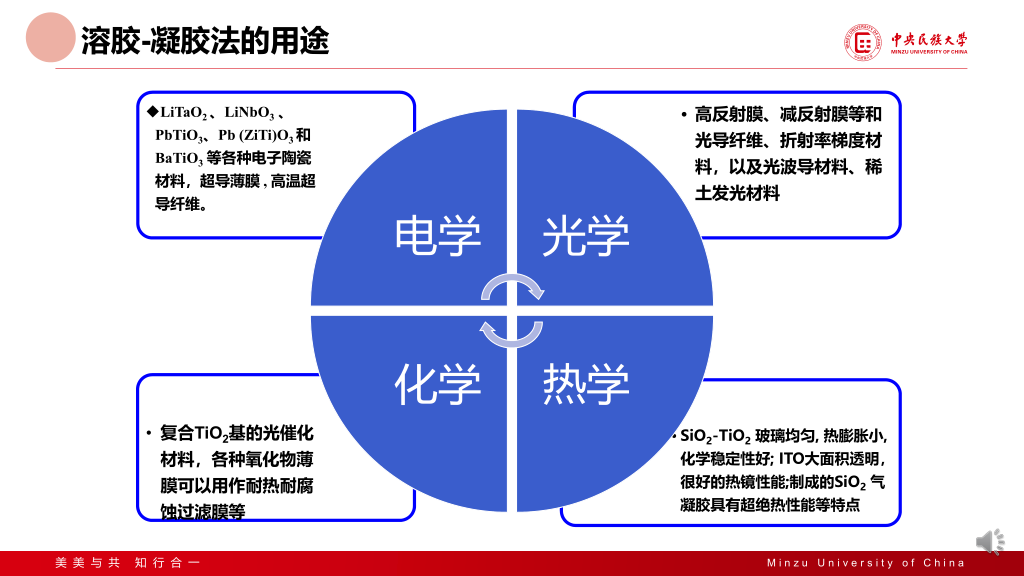 溶胶-凝胶法的用途
中央民族大学
MINZU UNIVERSITY OF CHINA
◆LiTaO₂、LiNbO₃、
PbTiO₃、Pb (ZiTi)O₃和
BaTiO₃ 等各种电子陶瓷
材料，超导薄膜，高温超
导纤维。
• 高反射膜、减反射膜等和
光导纤维、折射率梯度材
料，以及光波导材料、稀
土发光材料
电学
光学
化学
热学
• 复合TiO₂基的光催化
材料，各种氧化物薄
膜可以用作耐热耐腐
蚀过滤膜等
• SiO₂-TiO₂ 玻璃均匀, 热膨胀小,
化学稳定性好; ITO大面积透明，
很好的热镜性能;制成的SiO₂ 气
凝胶具有超绝热性能等特点
美美与共 知行合一
Minzu University of China